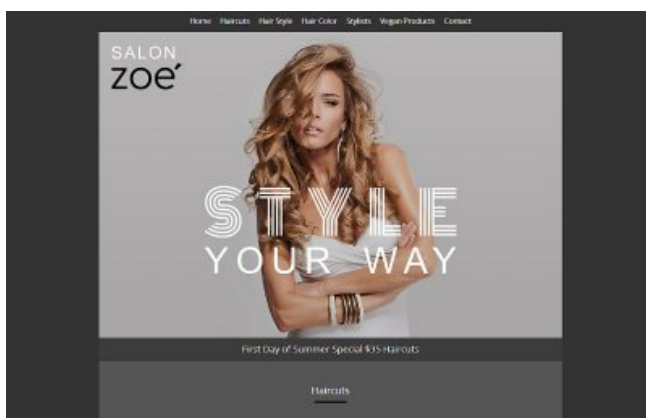 Home Haircuts Hair Style Hair Color Stylists Vegan Products Contact
SALON
zoe´
STYLE
YOUR WAY
First Day of Summer Special $35 Haircuts
Haircuts